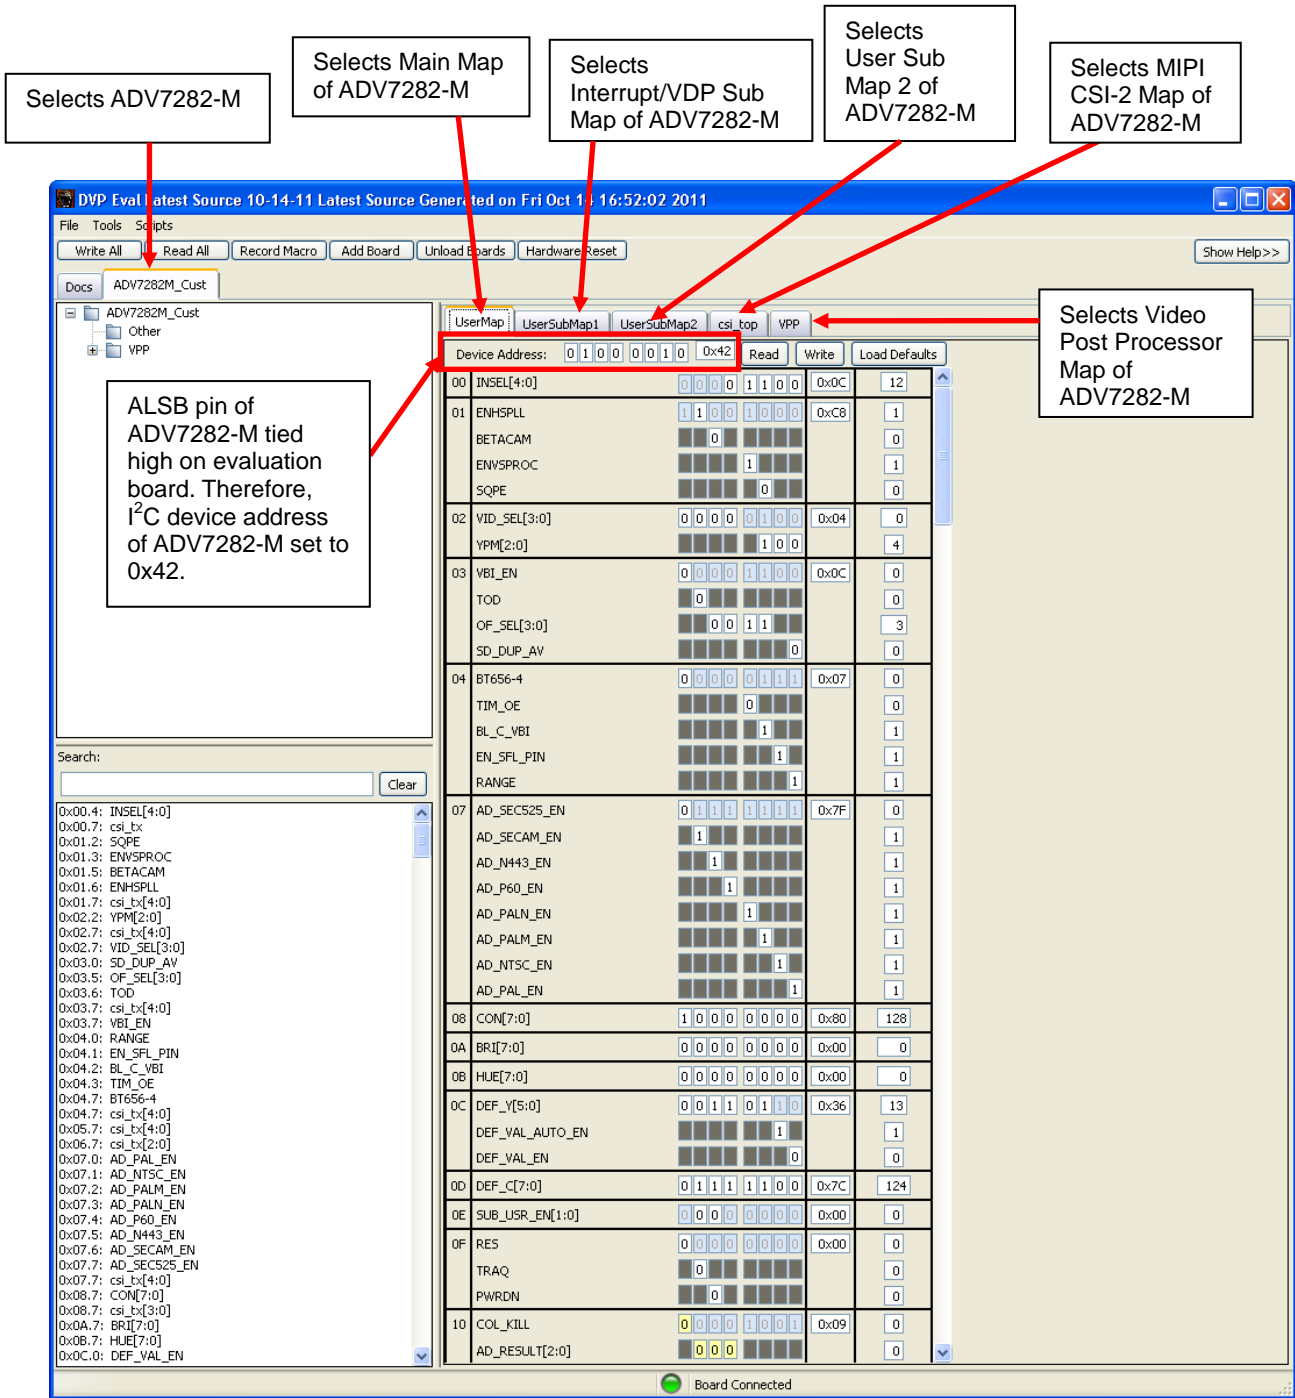 Selects ADV7282-M
Selects Main Map
of ADV7282-M
Selects
Interrupt/VDP Sub
Map of ADV7282-M
Selects
User Sub
Map 2 of
ADV7282-M
Selects MIPI
CSI-2 Map of
ADV7282-M
DVP Eval Latest Source 10-14-11 Latest Source Generated on Fri Oct 14 16:52:02 2011
File Tools Scripts
Write All Read All Record Macro Add Board Unload Boards Hardware Reset Show Help>>
Docs ADV7282M_Cust
ADV7282M_Cust
Other
VPP
ALSB pin of
ADV7282-M tied
high on evaluation
board. Therefore,
I²C device address
of ADV7282-M set to
0x42.
Selects Video
Post Processor
Map of
ADV7282-M
UserMap UserSubMap1 UserSubMap2 csi_top VPP
Device Address: 0 1 0 0 0 0 1 0 0x42 Read Write Load Defaults
00 INSEL[4:0] 0 0 0 0 1 1 0 0 0x0C 12
01 ENHSPLL 1 1 0 0 1 0 0 0 0xC8 1
BETACAM 0 0
ENVSPROC 1 1
SQPE 0 0
02 VID_SEL[3:0] 0 0 0 0 0 1 0 0 0x04 0
YPM[2:0] 1 0 0 4
03 VBI_EN 0 0 0 0 1 1 0 0 0x0C 0
TOD 0 0
OF_SEL[3:0] 0 0 1 1 3
SD_DUP_AV 0 0
04 BT656-4 0 0 0 0 0 1 1 1 0x07 0
TIM_OE 0 0
BL_C_VBI 1 1
EN_SFL_PIN 1 1
RANGE 1 1
07 AD_SEC525_EN 0 1 1 1 1 1 1 1 0x7F 0
AD_SECAM_EN 1 1
AD_N443_EN 1 1
AD_P60_EN 1 1
AD_PALN_EN 1 1
AD_PALM_EN 1 1
AD_NTSC_EN 1 1
AD_PAL_EN 1 1
08 CON[7:0] 1 0 0 0 0 0 0 0 0x80 128
0A BRI[7:0] 0 0 0 0 0 0 0 0 0x00 0
0B HUE[7:0] 0 0 0 0 0 0 0 0 0x00 0
0C DEF_Y[5:0] 0 0 1 1 0 1 1 0 0x36 13
DEF_VAL_AUTO_EN 1 1
DEF_VAL_EN 0 0
0D DEF_C[7:0] 0 1 1 1 1 1 0 0 0x7C 124
0E SUB_USR_EN[1:0] 0 0 0 0 0 0 0 0 0x00 0
0F RES 0 0 0 0 0 0 0 0 0x00 0
TRAQ 0 0
PWRDN 0 0
10 COL_KILL 0 0 0 0 1 0 0 1 0x09 0
AD_RESULT[2:0] 0 0 0 0
Search:
Clear
0x00.4: INSEL[4:0]
0x00.7: csi_tx
0x01.2: SQPE
0x01.3: ENVSPROC
0x01.5: BETACAM
0x01.6: ENHSPLL
0x01.7: csi_tx[4:0]
0x02.2: YPM[2:0]
0x02.7: csi_tx[4:0]
0x02.7: VID_SEL[3:0]
0x03.0: SD_DUP_AV
0x03.5: OF_SEL[3:0]
0x03.6: TOD
0x03.7: csi_tx[4:0]
0x03.7: VBI_EN
0x04.0: RANGE
0x04.1: EN_SFL_PIN
0x04.2: BL_C_VBI
0x04.3: TIM_OE
0x04.7: BT656-4
0x04.7: csi_tx[4:0]
0x05.7: csi_tx[4:0]
0x06.7: csi_tx[2:0]
0x07.0: AD_PAL_EN
0x07.1: AD_NTSC_EN
0x07.2: AD_PALM_EN
0x07.3: AD_PALN_EN
0x07.4: AD_P60_EN
0x07.5: AD_N443_EN
0x07.6: AD_SECAM_EN
0x07.7: AD_SEC525_EN
0x07.7: csi_tx[4:0]
0x08.7: CON[7:0]
0x08.7: csi_tx[3:0]
0x0A.7: BRI[7:0]
0x0B.7: HUE[7:0]
0x0C.0: DEF_VAL_EN
Board Connected